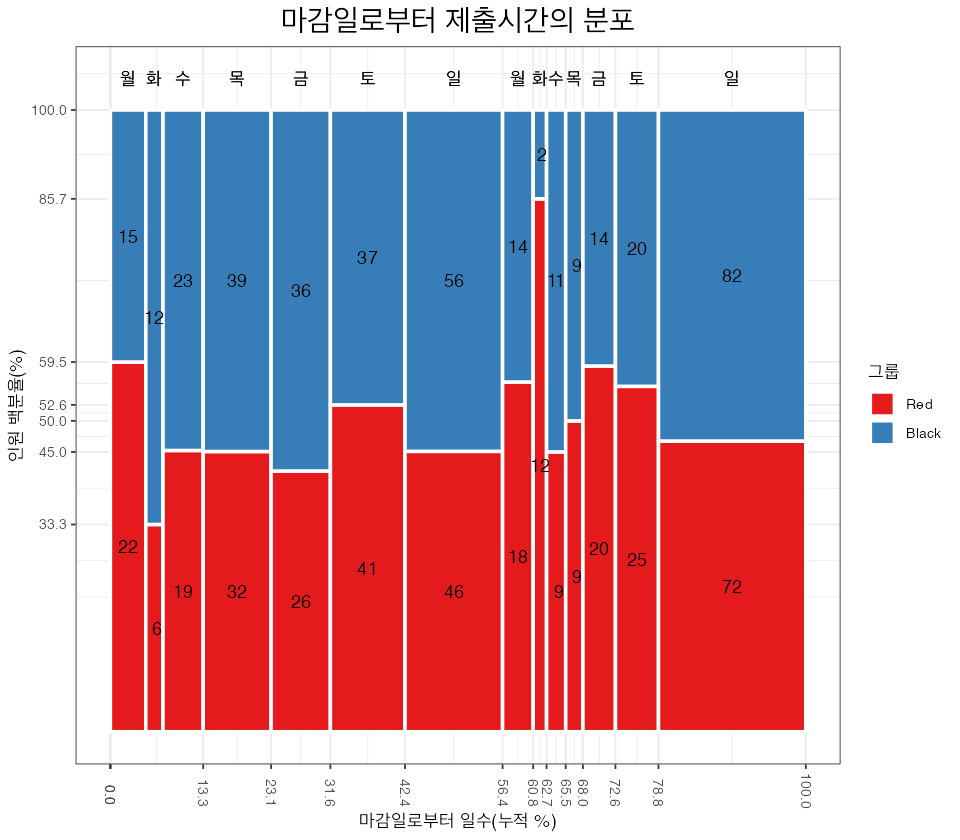 마감일로부터 제출시간의 분포
월 화 수 목 금 토 일 월 화 수 목 금 토 일
100.0
85.7
59.5
52.6
50.0
45.0
33.3
인원 백분율(%)
15 12 23 39 36 37 56 14 2 11 9 14 20 82
22 6 19 32 26 41 46 18 12 9 9 20 25 72
0.0 13.3 23.1 31.6 42.4 56.4 60.8 62.7 65.5 68.0 72.6 78.8 100.0
마감일로부터 일수(누적 %)
그룹
Red
Black